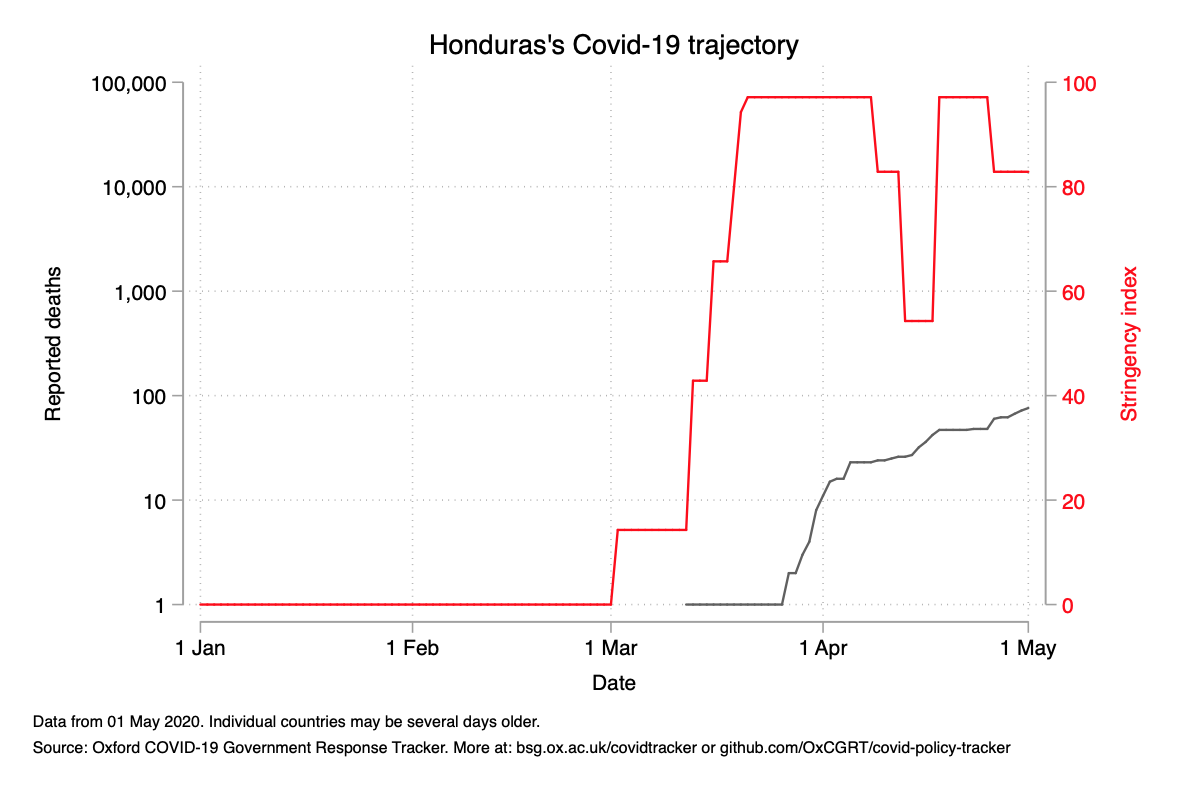 Honduras's Covid-19 trajectory
100,000
10,000
1,000
100
10
1
Reported deaths
100
80
60
40
20
0
Stringency index
1 Jan
1 Feb
1 Mar
1 Apr
1 May
Date
Data from 01 May 2020. Individual countries may be several days older.
Source: Oxford COVID-19 Government Response Tracker. More at: bsg.ox.ac.uk/covidtracker or github.com/OxCGRT/covid-policy-tracker